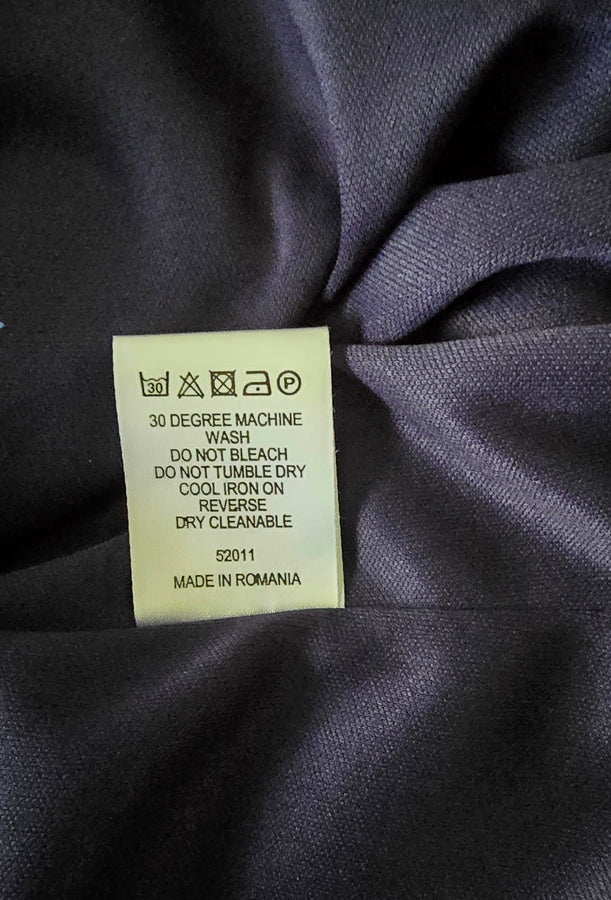 30 P
30 DEGREE MACHINE
WASH
DO NOT BLEACH
DO NOT TUMBLE DRY
COOL IRON ON
REVERSE
DRY CLEANABLE
52011
MADE IN ROMANIA